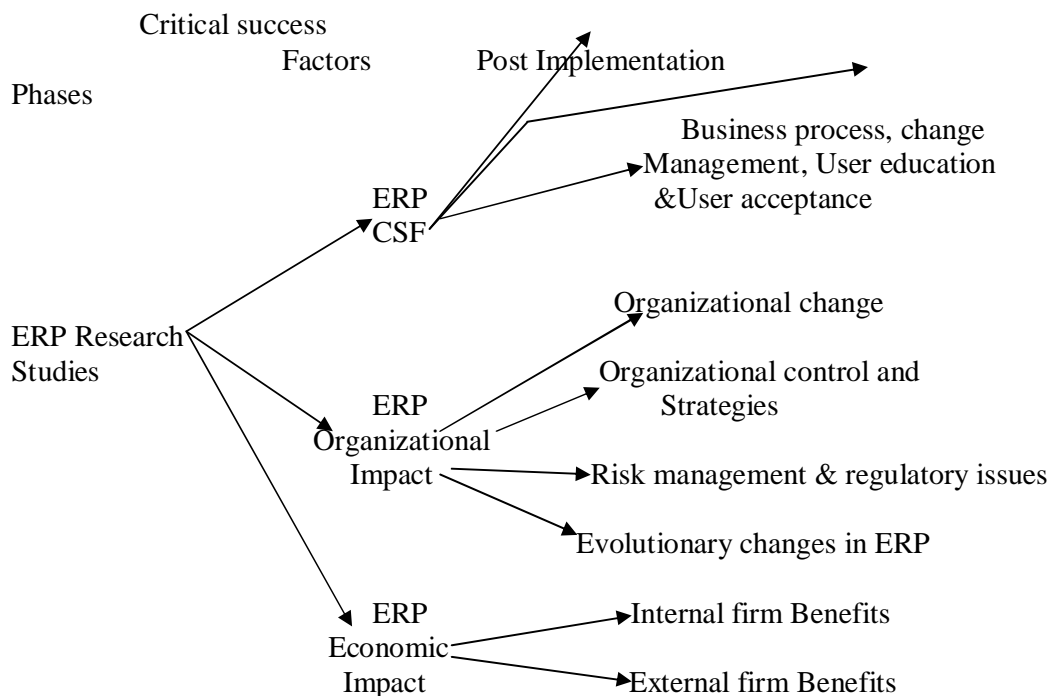 Critical success
Factors Post Implementation
Phases
Business process, change
Management, User education
&User acceptance
ERP
CSF
Organizational change
ERP Research
Studies
Organizational control and
Strategies
ERP
Organizational
Impact
Risk management & regulatory issues
Evolutionary changes in ERP
ERP
Economic
Impact
Internal firm Benefits
External firm Benefits